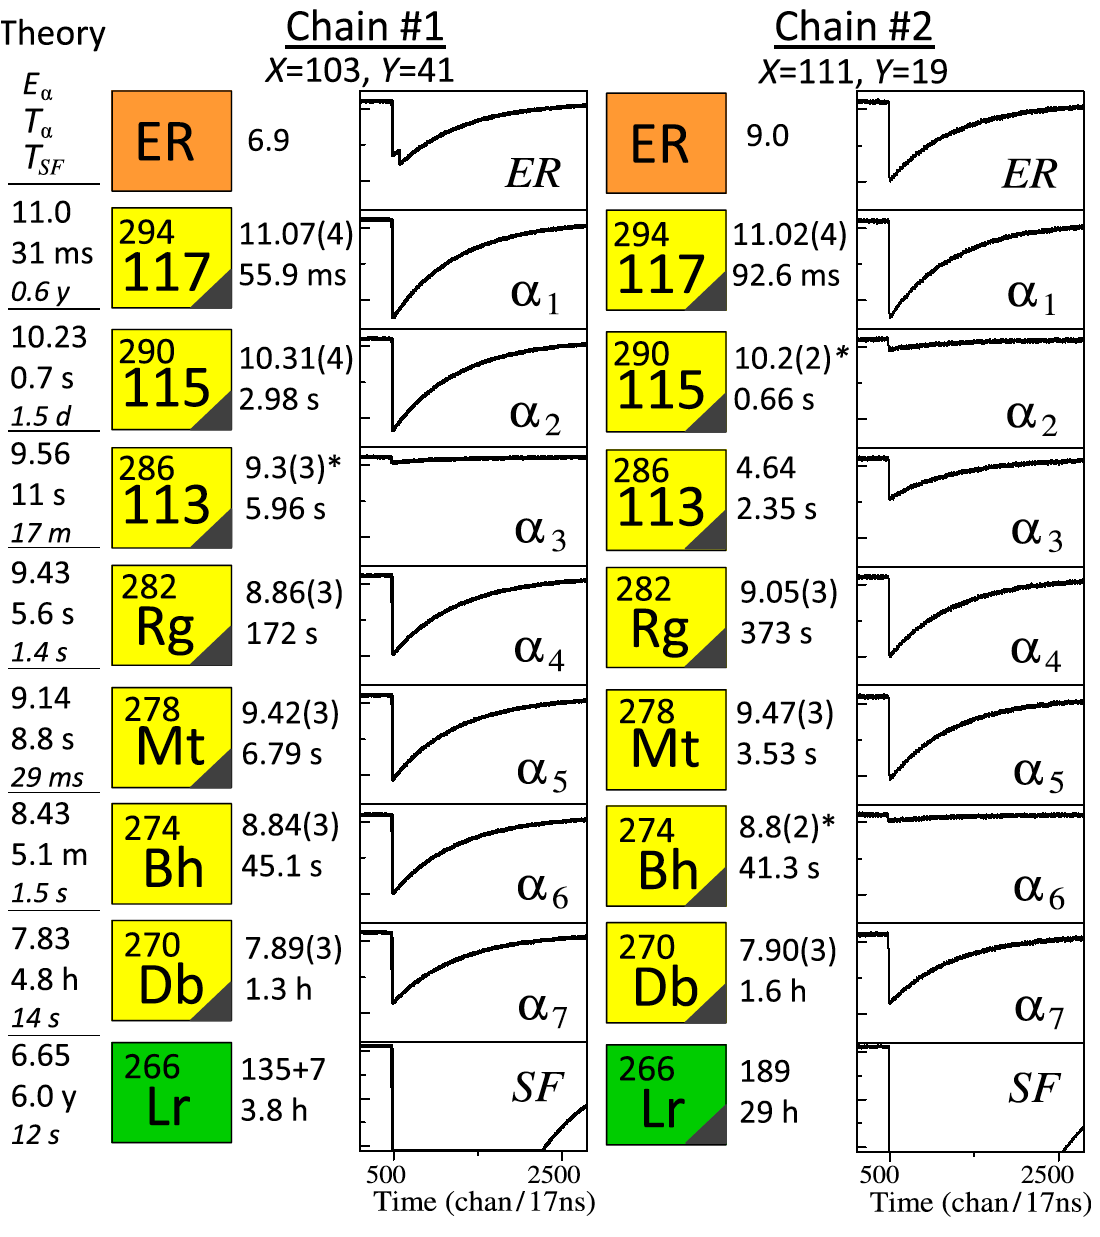 Theory
Chain #1
Chain #2
X=103, Y=41
X=111, Y=19
Eα
Tα
TSF
ER
6.9
ER
ER
9.0
ER
11.0
31 ms
0.6 y
294
117
11.07(4)
55.9 ms
α1
294
117
11.02(4)
92.6 ms
α1
10.23
0.7 s
1.5 d
290
115
10.31(4)
2.98 s
α2
290
115
10.2(2)*
0.66 s
α2
9.56
11 s
17 m
286
113
9.3(3)*
5.96 s
α3
286
113
4.64
2.35 s
α3
9.43
5.6 s
1.4 s
282
Rg
8.86(3)
172 s
α4
282
Rg
9.05(3)
373 s
α4
9.14
8.8 s
29 ms
278
Mt
9.42(3)
6.79 s
α5
278
Mt
9.47(3)
3.53 s
α5
8.43
5.1 m
1.5 s
274
Bh
8.84(3)
45.1 s
α6
274
Bh
8.8(2)*
41.3 s
α6
7.83
4.8 h
14 s
270
Db
7.89(3)
1.3 h
α7
270
Db
7.90(3)
1.6 h
α7
6.65
6.0 y
12 s
266
Lr
135+7
3.8 h
SF
266
Lr
189
29 h
SF
500 2500
Time (chan/17ns)
500 2500
Time (chan/17ns)